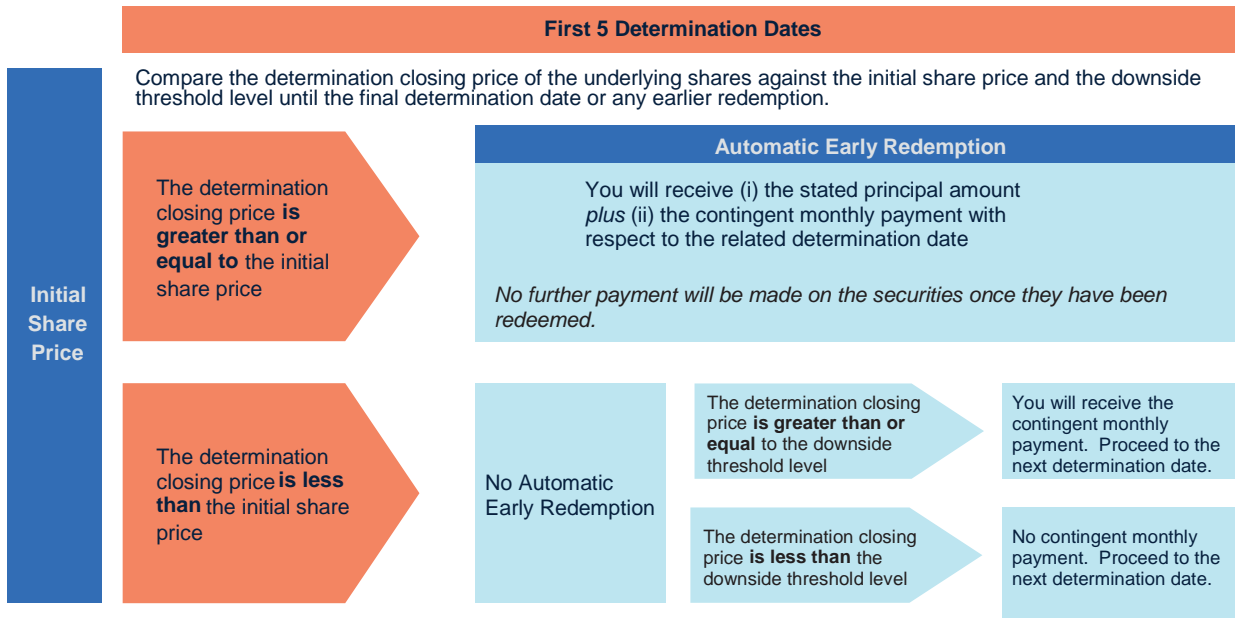 First 5 Determination Dates
Compare the determination closing price of the underlying shares against the initial share price and the downside
threshold level until the final determination date or any earlier redemption.
Initial
Share
Price
The determination
closing price is
greater than or
equal to the initial
share price
Automatic Early Redemption
You will receive (i) the stated principal amount
plus (ii) the contingent monthly payment with
respect to the related determination date
No further payment will be made on the securities once they have been
redeemed.
The determination
closing price is less
than the initial share
price
No Automatic
Early Redemption
The determination closing
price is greater than or
equal to the downside
threshold level
You will receive the
contingent monthly
payment.  Proceed to the
next determination date.
The determination closing
price is less than the
downside threshold level
No contingent monthly
payment.  Proceed to the
next determination date.